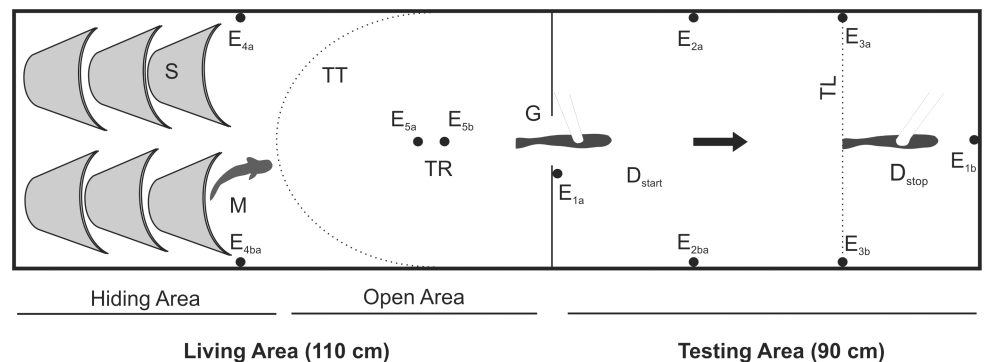 E4a
E2a
E3a
S
TT
TL
E5a
E5b
G
TR
E1b
Dstart
Dstop
E1a
M
E4ba
E2ba
E3b
Hiding Area
Open Area
Living Area (110 cm)
Testing Area (90 cm)